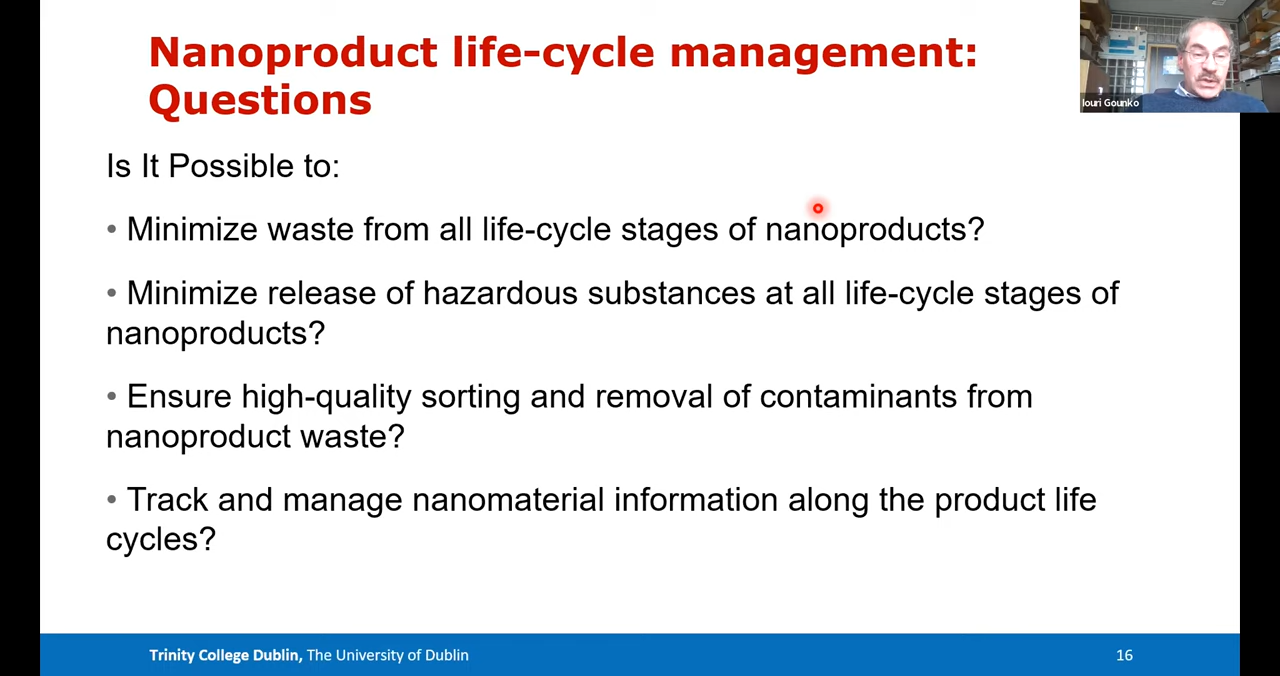 Nanoproduct life-cycle management:
Questions
Iouri Gounko
Is It Possible to:
• Minimize waste from all life-cycle stages of nanoproducts?
• Minimize release of hazardous substances at all life-cycle stages of
nanoproducts?
• Ensure high-quality sorting and removal of contaminants from
nanoproduct waste?
• Track and manage nanomaterial information along the product life
cycles?
Trinity College Dublin, The University of Dublin
16